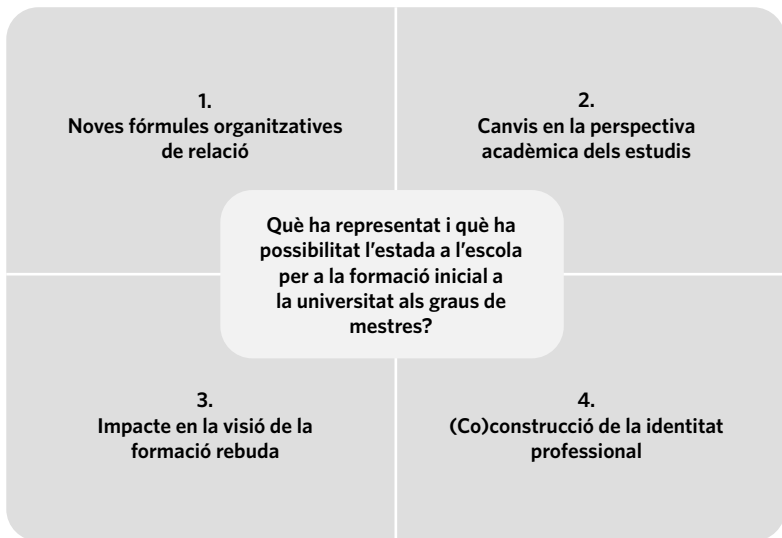 1.
Noves fórmules organitzatives
de relació
2.
Canvis en la perspectiva
acadèmica dels estudis
Què ha representat i què ha
possibilitat l’estada a l’escola
per a la formació inicial a
la universitat als graus de
mestres?
3.
Impacte en la visió de la
formació rebuda
4.
(Co)construcció de la identitat
professional